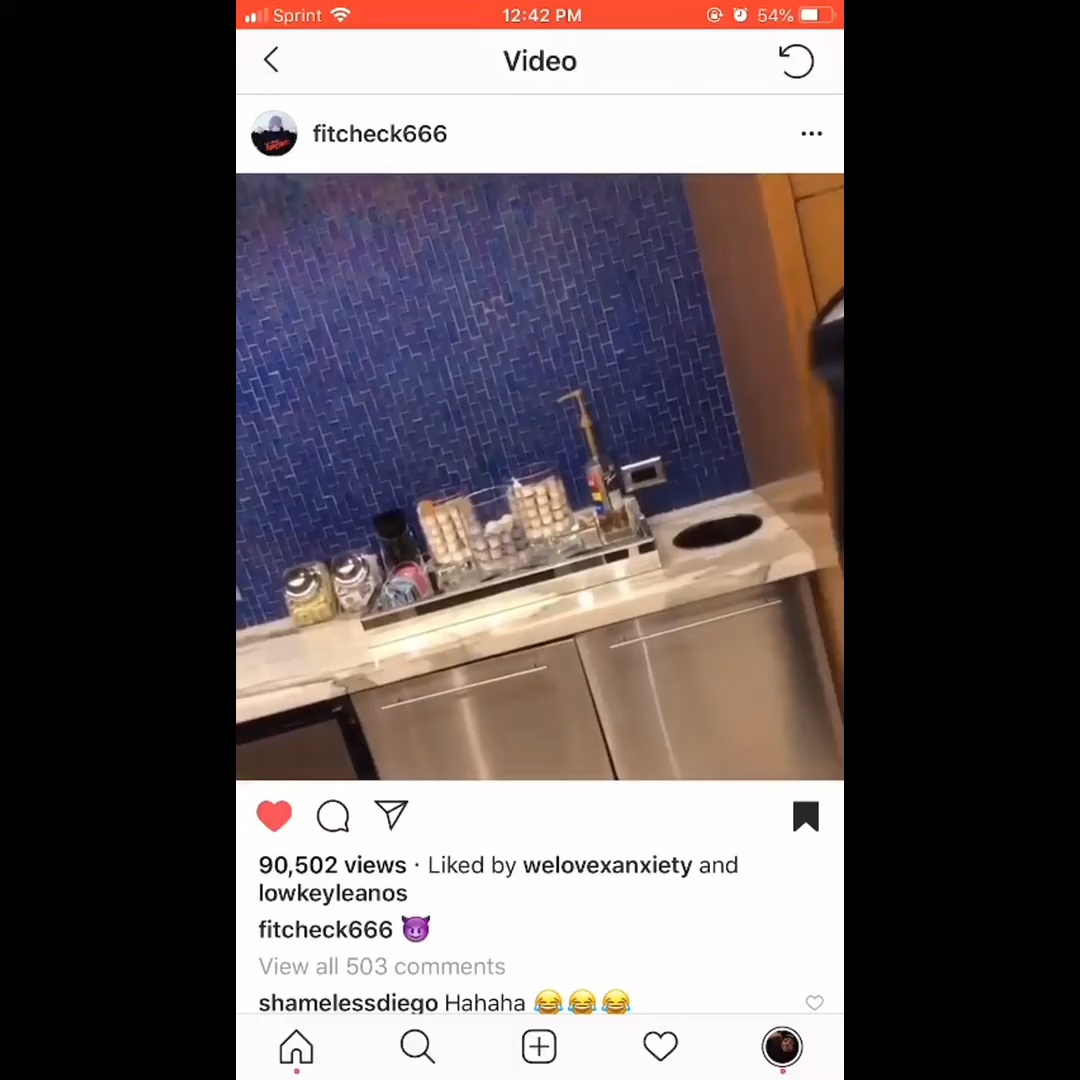 Sprint 12:42 PM 54%
Video
fitcheck666
90,502 views · Liked by welovexanxiety and
lowkeyleanos
fitcheck666 😈
View all 503 comments
shamelessdiego Hahaha 😂😂😂